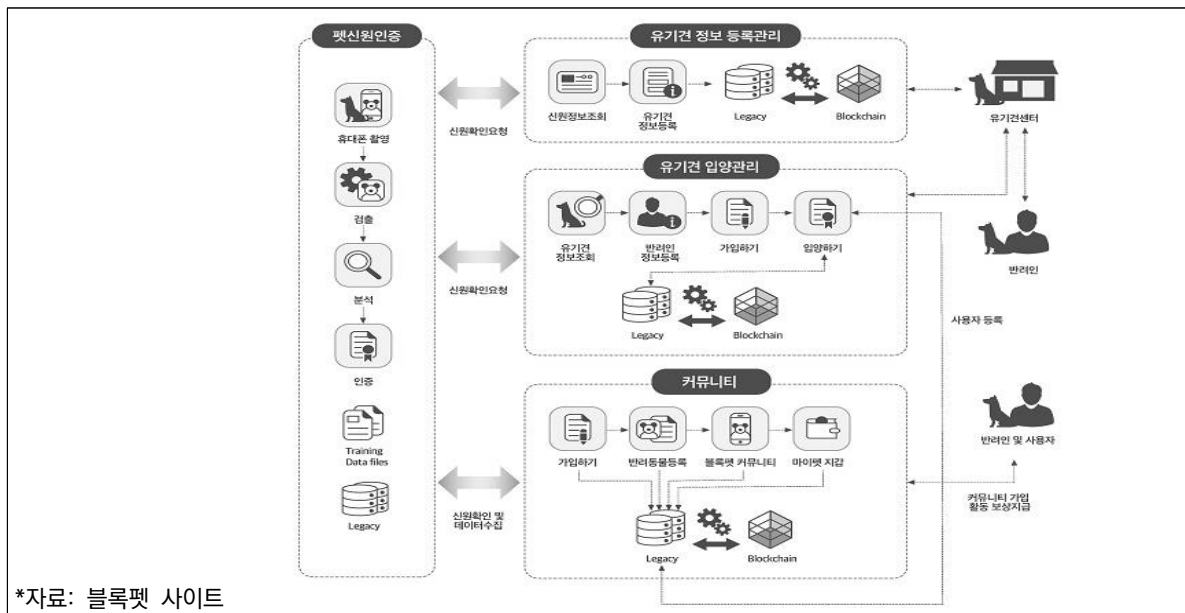 펫신원인증
휴대폰 촬영
검출
분석
인증
Training
Data files
Legacy
신원확인요청
신원확인요청
신원확인 및
데이터수집
유기견 정보 등록관리
신원정보조회
유기견
정보등록
Legacy
Blockchain
유기견 입양관리
유기견
정보조회
반려인
정보등록
가입하기
입양하기
Legacy
Blockchain
커뮤니티
가입하기
반려동물등록
블록펫 커뮤니티
마이펫 지갑
Legacy
Blockchain
유기견센터
반려인
사용자 등록
반려인 및 사용자
커뮤니티 가입
활동 보상지급
*자료: 블록펫 사이트